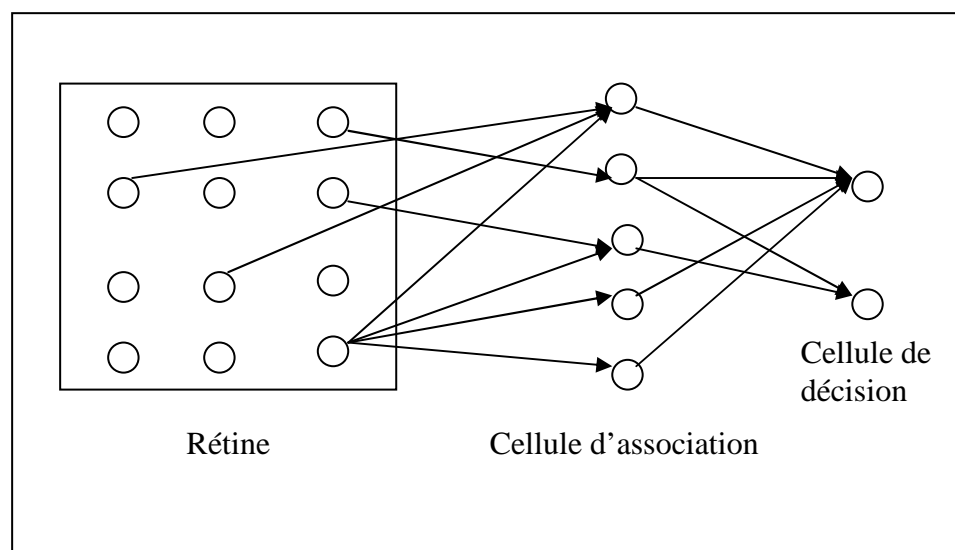 Cellule de
décision
Rétine
Cellule d’association